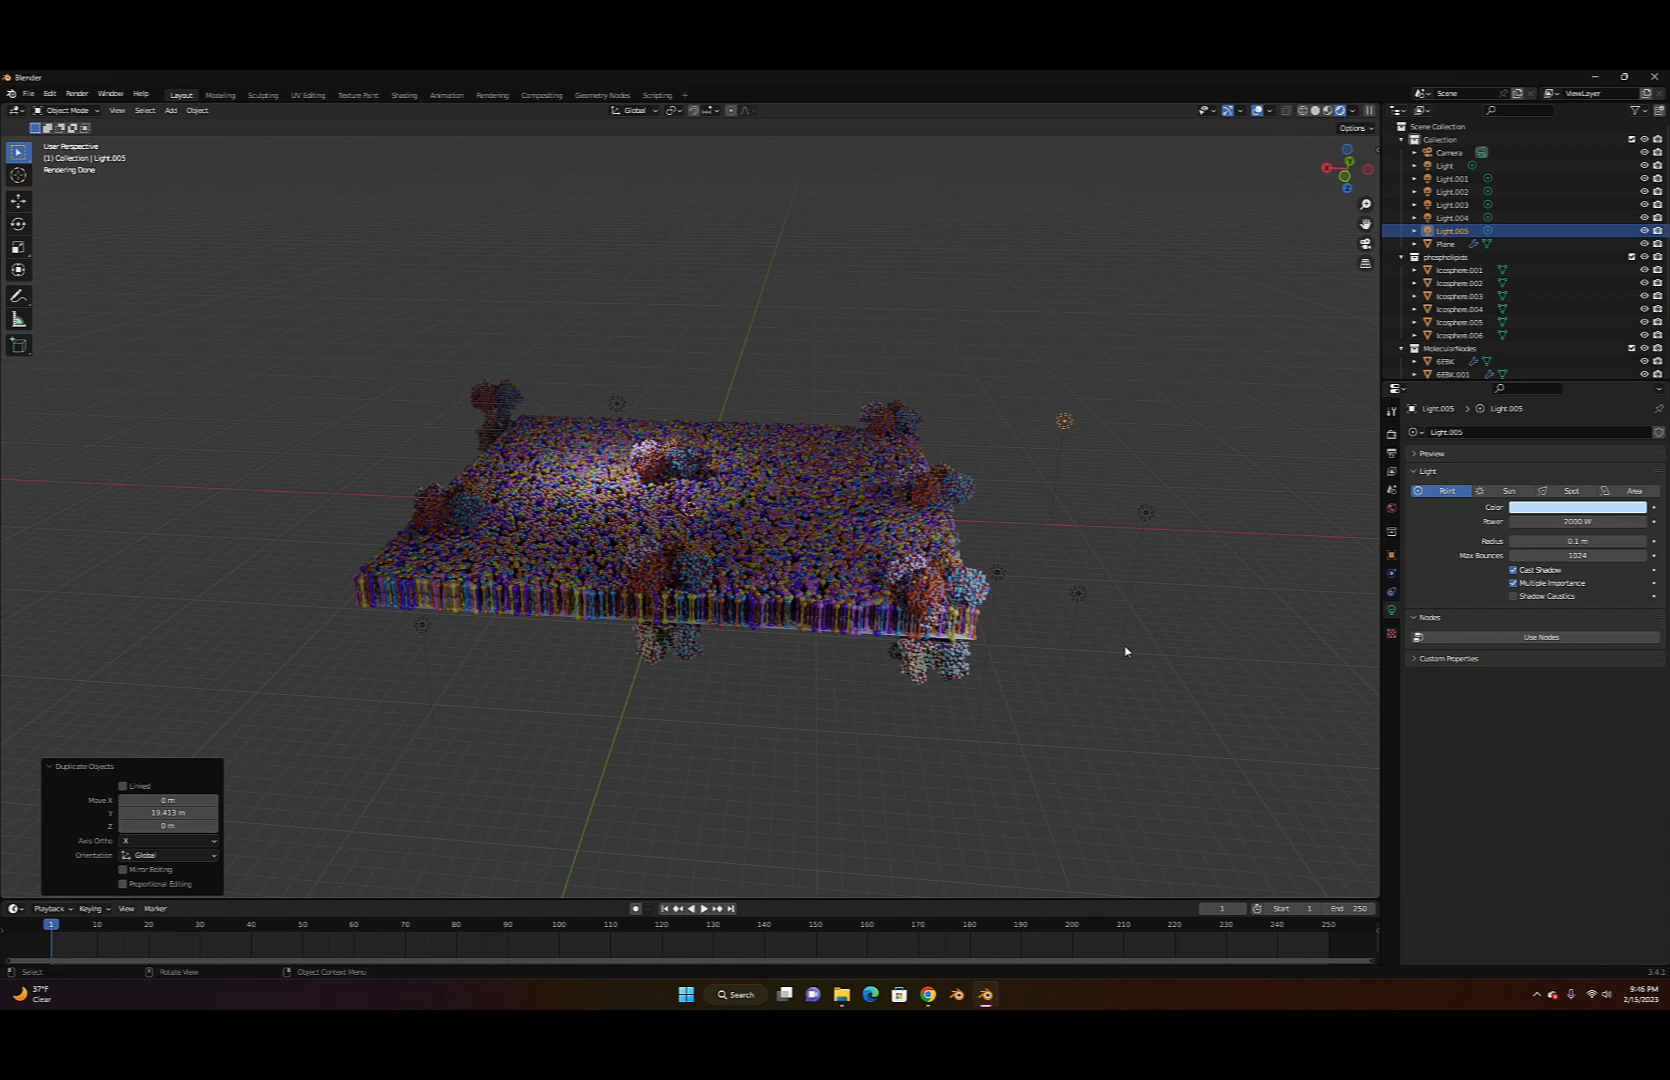 Blender
File Edit Render Window Help Layout Modeling Sculpting UV Editing Texture Paint Shading Animation Rendering Compositing Geometry Nodes Scripting + Scene ViewLayer
Object Mode View Select Add Object Global
Options
User Perspective
(1) Collection | Light.005
Rendering Done
X
Y
Z
Scene Collection
Collection
Camera
Light
Light.001
Light.002
Light.003
Light.004
Light.005
Plane
phospholipids
Icosphere.001
Icosphere.002
Icosphere.003
Icosphere.004
Icosphere.005
Icosphere.006
MolecularNodes
6EBK
6EBK.001
Light.005 > Light.005
Light.005
Preview
Light
Point Sun Spot Area
Color
Power 2000 W
Radius 0.1 m
Max Bounces 1024
Cast Shadow
Multiple Importance
Shadow Caustics
Nodes
Use Nodes
Custom Properties
Duplicate Objects
Linked
Move X 0 m
Y 19.413 m
Z 0 m
Axis Ortho X
Orientation Global
Mirror Editing
Proportional Editing
Playback Keying View Marker 1 Start 1 End 250
1 10 20 30 40 50 60 70 80 90 100 110 120 130 140 150 160 170 180 190 200 210 220 230 240 250
Select Rotate View Object Context Menu 3.4.1
37°F
Clear
Search
9:46 PM
2/15/2023